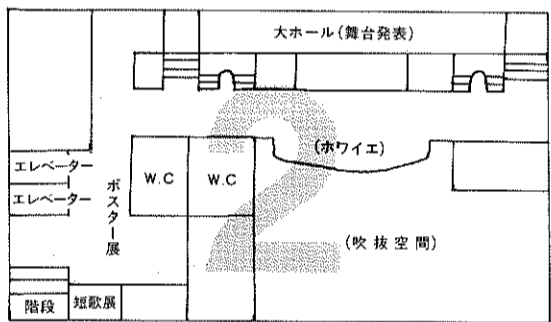 大ホール(舞台発表)
(ホワイエ)
エレベーター
W.C
W.C
エレベーター
ポスター展
2
(吹抜空間)
階段
短歌展